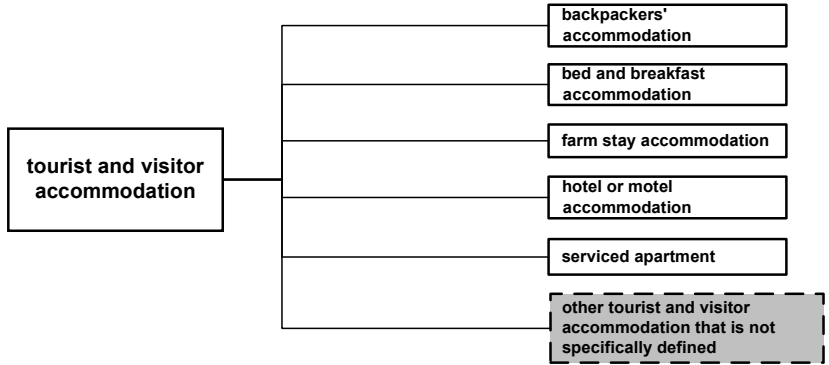 tourist and visitor
accommodation
backpackers'
accommodation
bed and breakfast
accommodation
farm stay accommodation
hotel or motel
accommodation
serviced apartment
other tourist and visitor
accommodation that is not
specifically defined